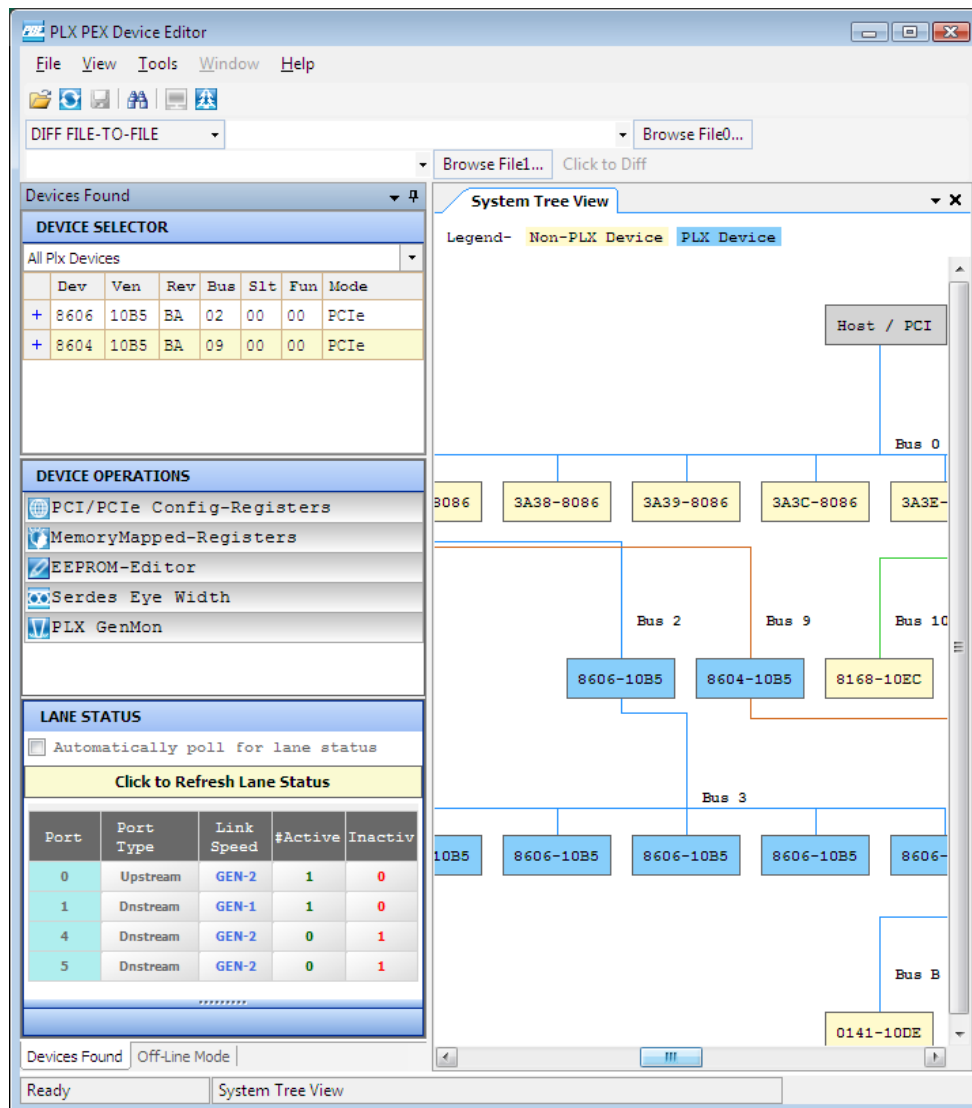 PLX PEX Device Editor
File View Tools Window Help
DIFF FILE-TO-FILE Browse File0...
Browse File1... Click to Diff
Devices Found
DEVICE SELECTOR
All Plx Devices
Dev Ven Rev Bus Slt Fun Mode
+ 8606 10B5 BA 02 00 00 PCIe
+ 8604 10B5 BA 09 00 00 PCIe
DEVICE OPERATIONS
PCI/PCIe Config-Registers
MemoryMapped-Registers
EEPROM-Editor
Serdes Eye Width
PLX GenMon
LANE STATUS
Automatically poll for lane status
Click to Refresh Lane Status
Port Port Type Link Speed #Active Inactiv
0 Upstream GEN-2 1 0
1 Dnstream GEN-1 1 0
4 Dnstream GEN-2 0 1
5 Dnstream GEN-2 0 1
Devices Found Off-Line Mode
System Tree View
Legend- Non-PLX Device PLX Device
Host / PCI
Bus 0
8086 3A38-8086 3A39-8086 3A3C-8086 3A3E-
Bus 2 Bus 9 Bus 10
8606-10B5 8604-10B5 8168-10EC
Bus 3
10B5 8606-10B5 8606-10B5 8606-10B5 8606-
Bus B
0141-10DE
Ready System Tree View